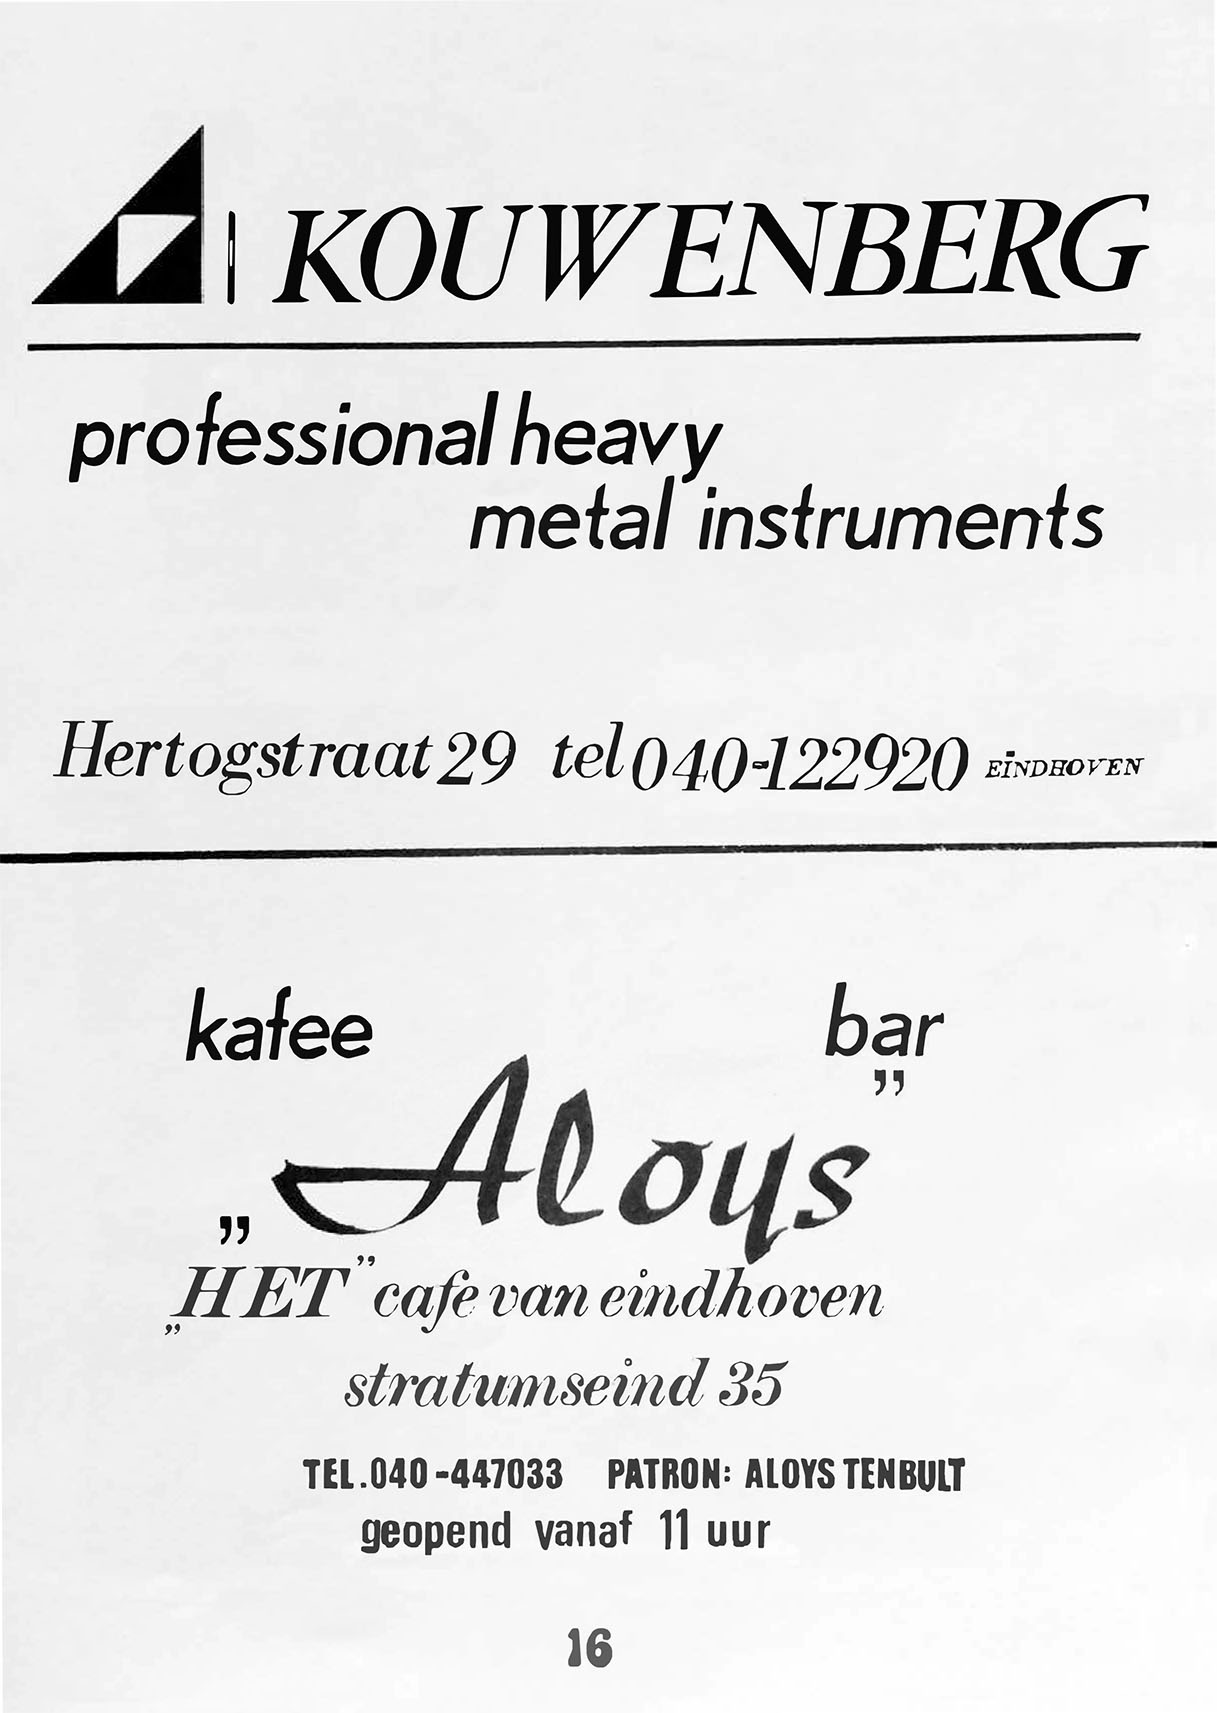 KOUWENBERG
professional heavy
metal instruments
Hertogstraat 29 tel 040-122920 EINDHOVEN
kafee bar
„Aloys”
„HET” cafe van eindhoven
stratumseind 35
TEL.040-447033 PATRON: ALOYS TENBULT
geopend vanaf 11 uur
16